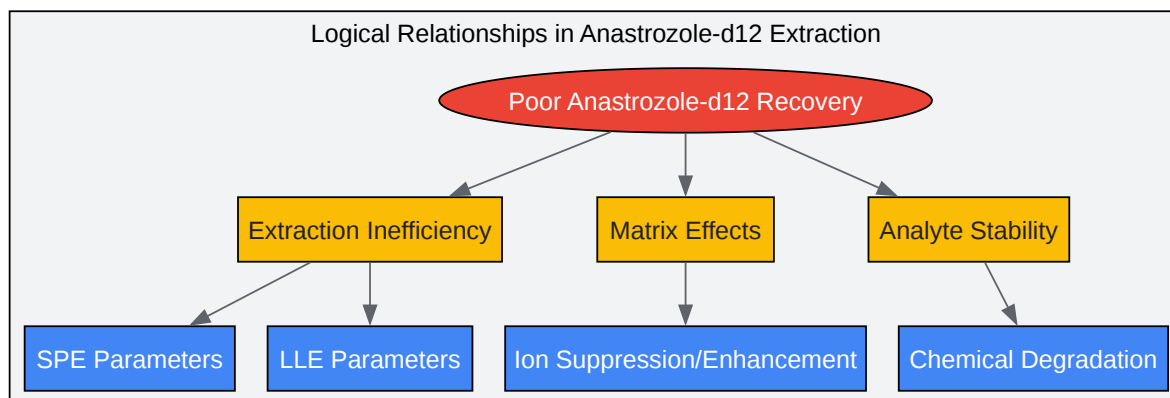 Logical Relationships in Anastrozole-d12 Extraction
Poor Anastrozole-d12 Recovery
Extraction Inefficiency
Matrix Effects
Analyte Stability
SPE Parameters
LLE Parameters
Ion Suppression/Enhancement
Chemical Degradation